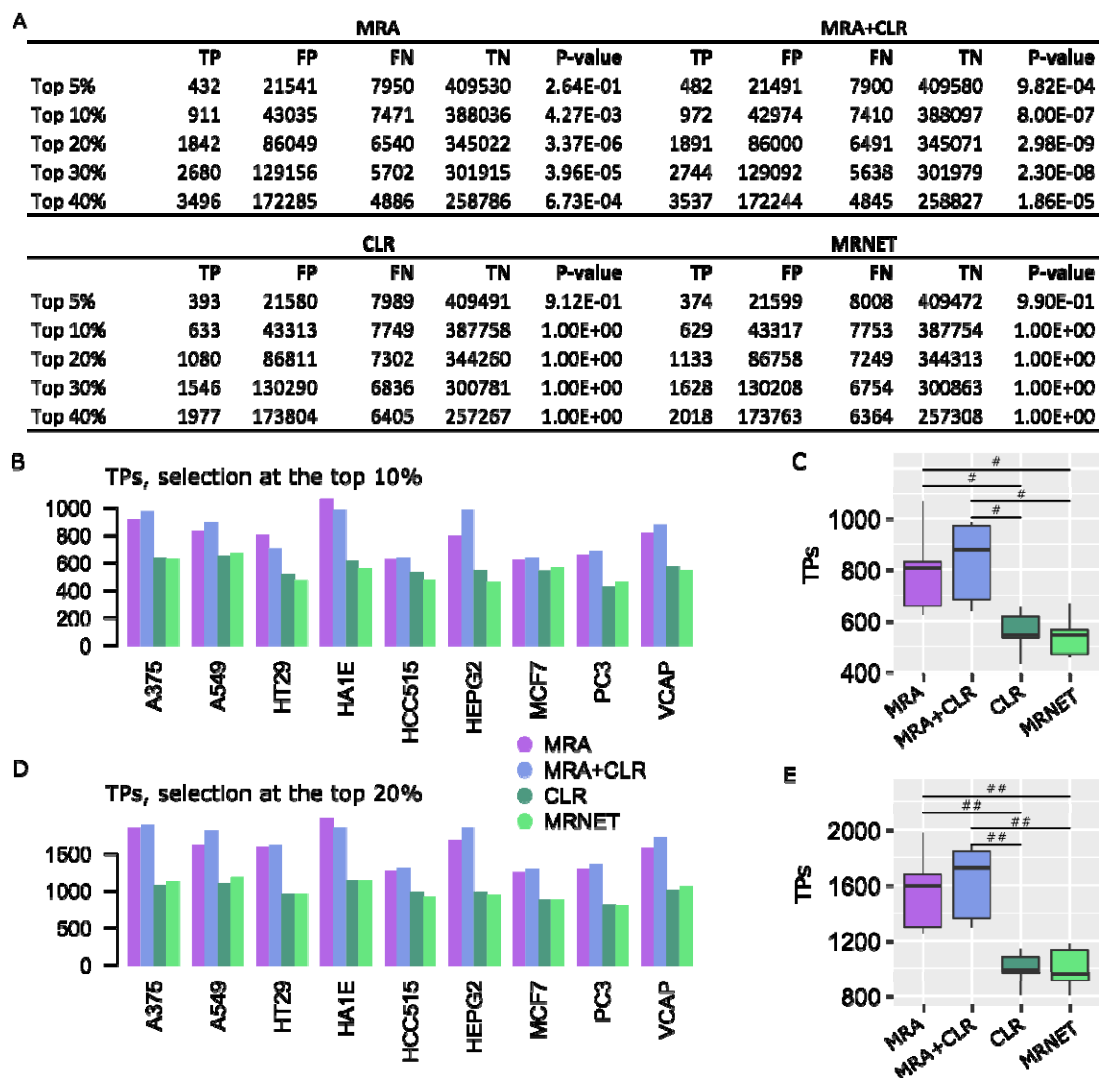 A
MRA MRA+CLR
TP FP FN TN P-value TP FP FN TN P-value
Top 5% 432 21541 7950 409530 2.64E-01 482 21491 7900 409580 9.82E-04
Top 10% 911 43035 7471 388036 4.27E-03 972 42974 7410 388097 8.00E-07
Top 20% 1842 86049 6540 345022 3.37E-06 1891 86000 6491 345071 2.98E-09
Top 30% 2680 129156 5702 301915 3.96E-05 2744 129092 5638 301979 2.30E-08
Top 40% 3496 172285 4886 258786 6.73E-04 3537 172244 4845 258827 1.86E-05
CLR MRNET
TP FP FN TN P-value TP FP FN TN P-value
Top 5% 393 21580 7989 409491 9.12E-01 374 21599 8008 409472 9.90E-01
Top 10% 633 43313 7749 387758 1.00E+00 629 43317 7753 387754 1.00E+00
Top 20% 1080 86811 7302 344260 1.00E+00 1133 86758 7249 344313 1.00E+00
Top 30% 1546 130290 6836 300781 1.00E+00 1628 130208 6754 300863 1.00E+00
Top 40% 1977 173804 6405 257267 1.00E+00 2018 173763 6364 257308 1.00E+00
B
TPs, selection at the top 10%
1000
800
600
400
200
0
A375 A549 HT29 HA1E HCC515 HEPG2 MCF7 PC3 VCAP
C
#
#
#
#
TPs
1000
800
600
400
MRA MRA+CLR CLR MRNET
MRA
MRA+CLR
CLR
MRNET
D
TPs, selection at the top 20%
1500
1000
500
0
A375 A549 HT29 HA1E HCC515 HEPG2 MCF7 PC3 VCAP
E
##
##
##
##
TPs
2000
1600
1200
800
MRA MRA+CLR CLR MRNET